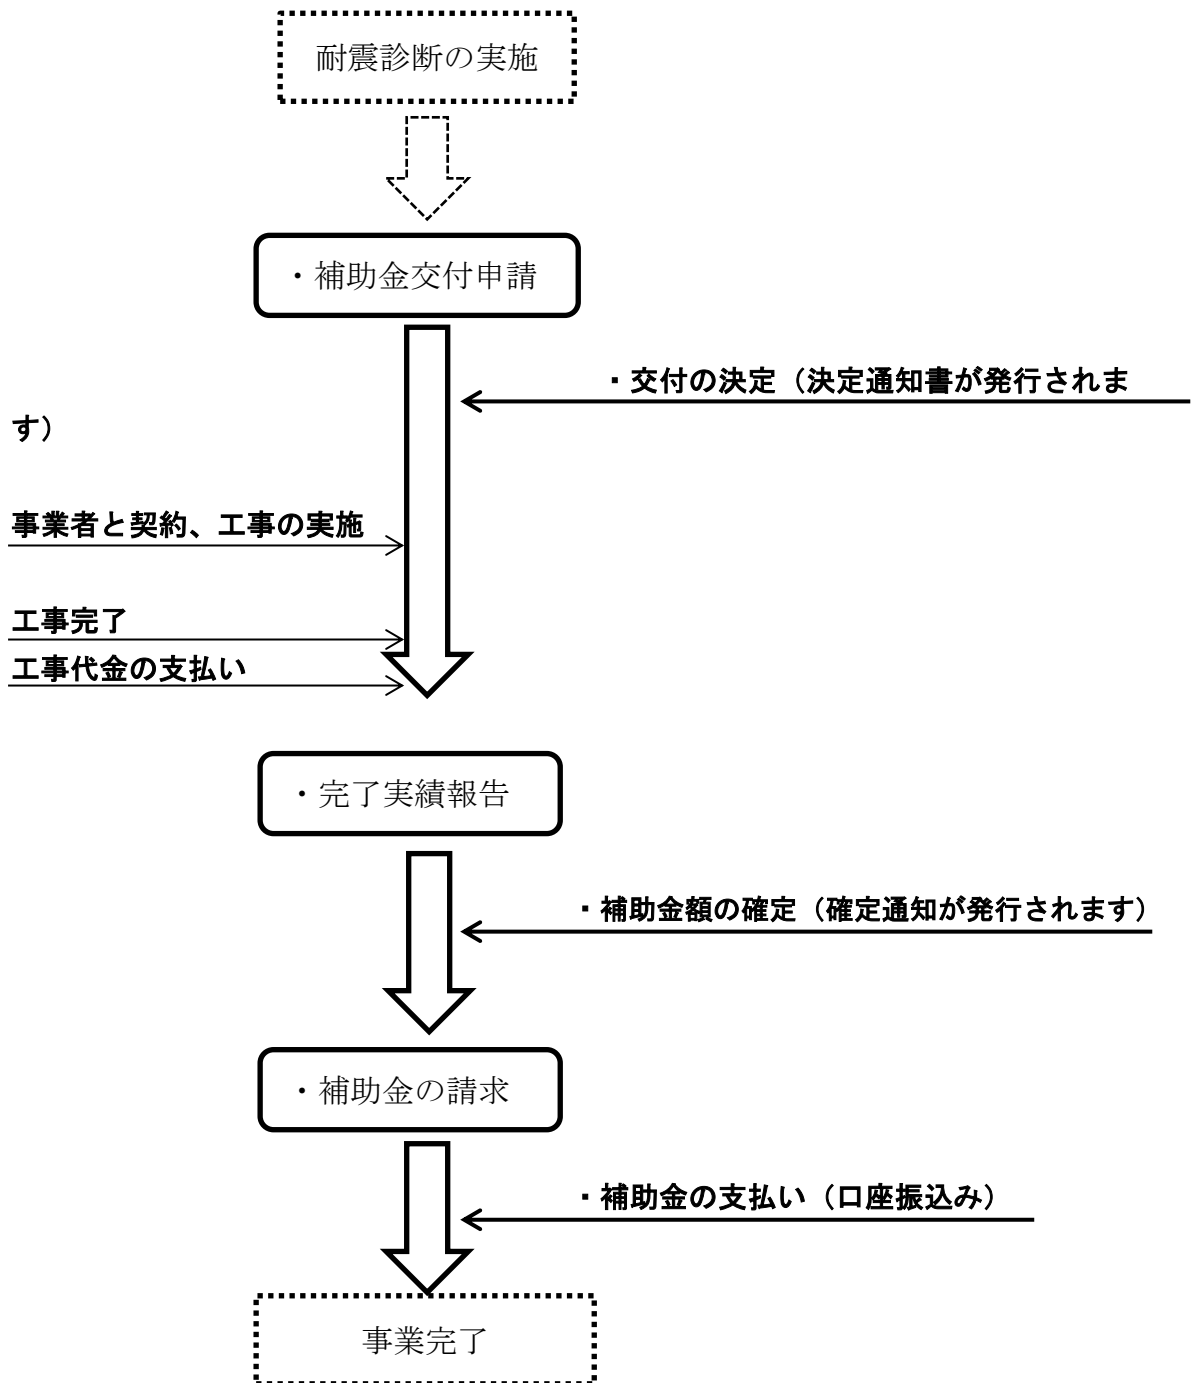 耐震診断の実施
・補助金交付申請
・交付の決定（決定通知書が発行されま
す）
事業者と契約、工事の実施
工事完了
工事代金の支払い
・完了実績報告
・補助金額の確定（確定通知が発行されます）
・補助金の請求
・補助金の支払い（口座振込み）
事業完了